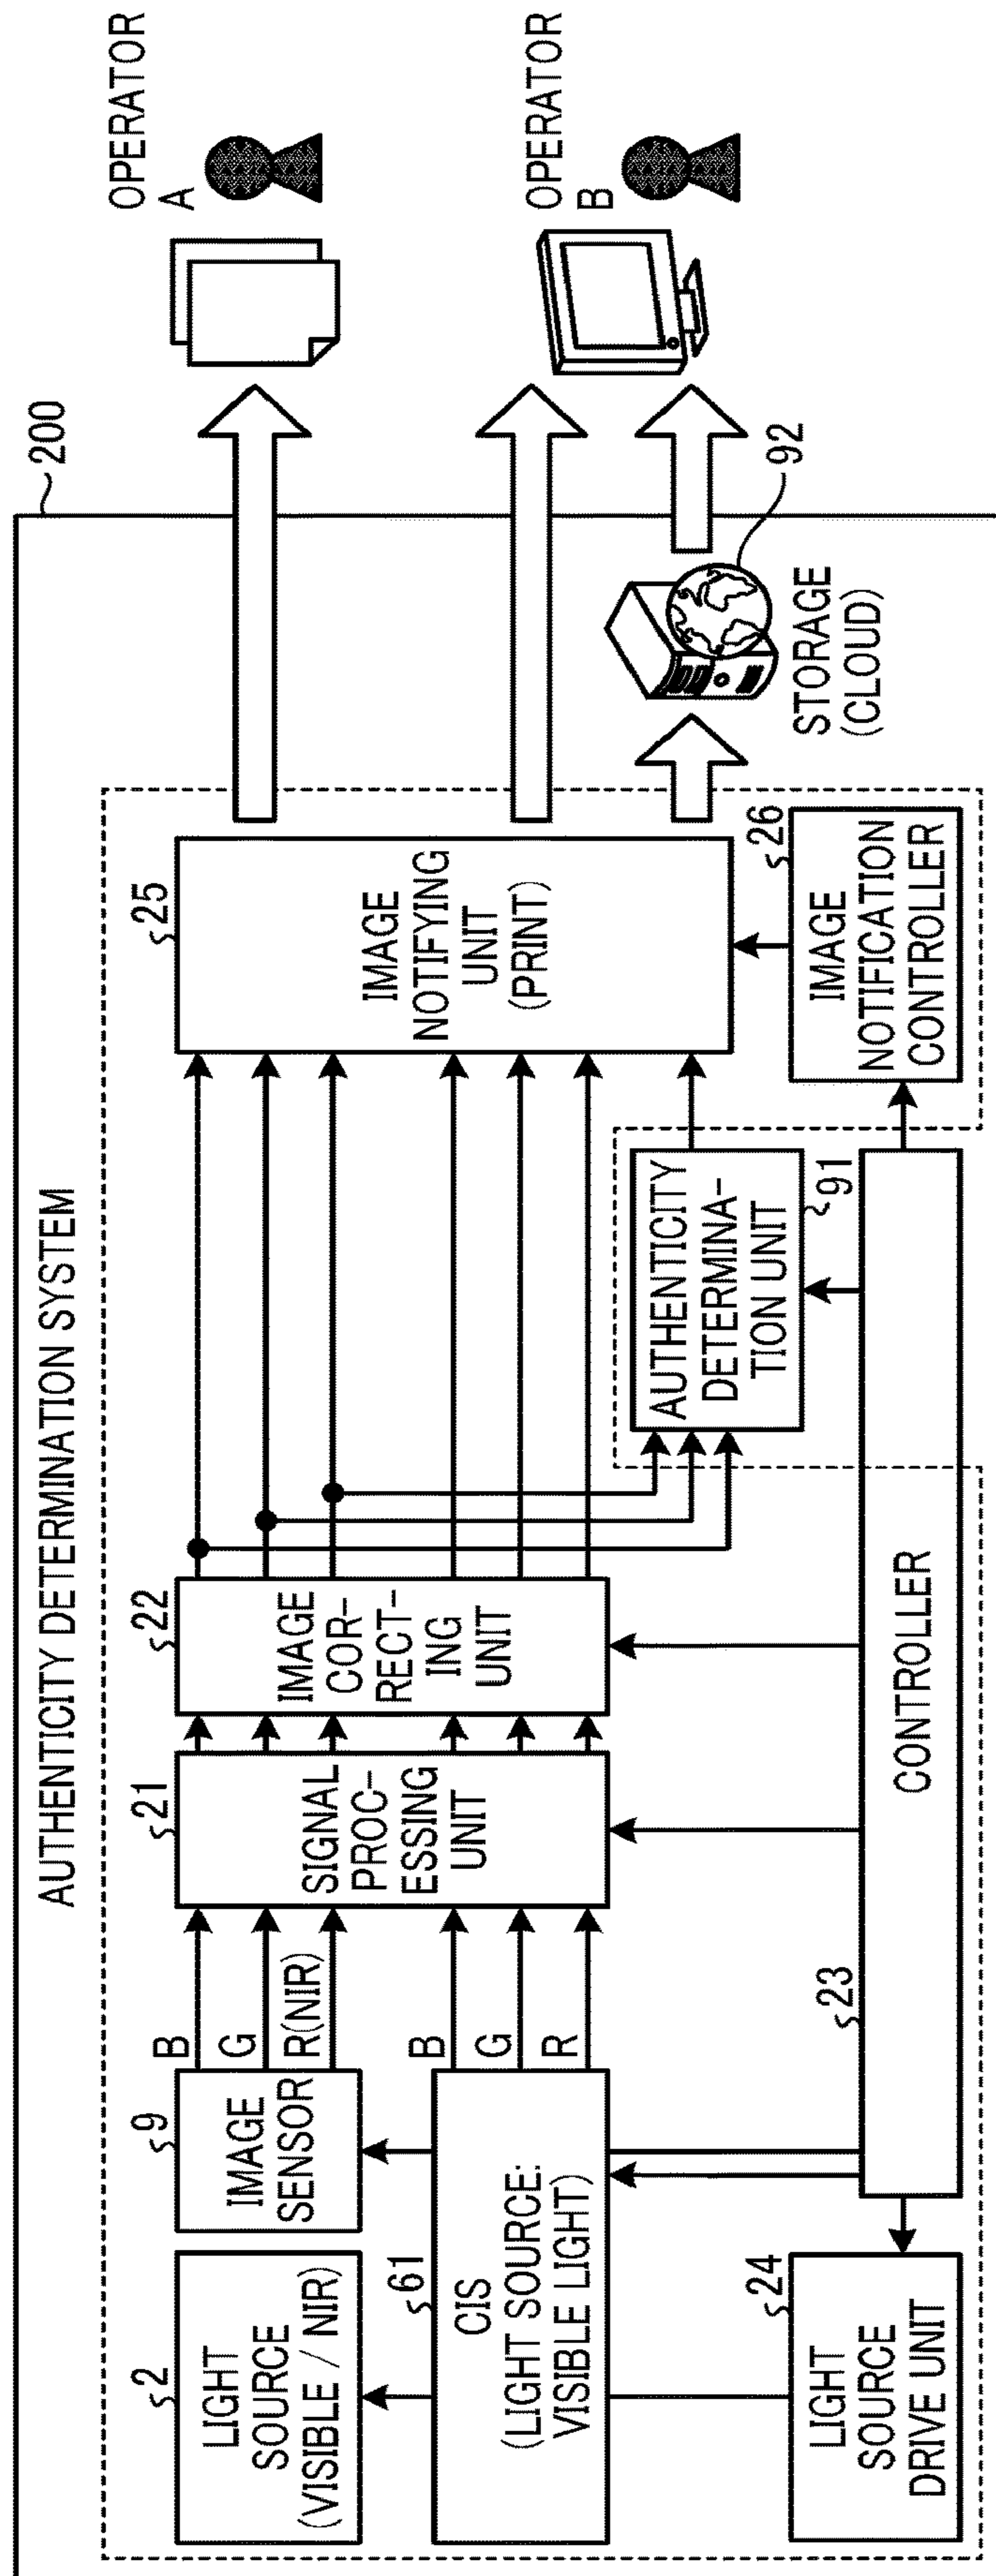 AUTHENTICITY DETERMINATION SYSTEM
200
2
LIGHT
SOURCE
(VISIBLE / NIR)
9
IMAGE
SENSOR
B
G
R(NIR)
21
SIGNAL
PROC-
ESSING
UNIT
22
IMAGE
COR-
RECT-
ING
UNIT
25
IMAGE
NOTIFYING
UNIT
(PRINT)
OPERATOR
A
61
CIS
(LIGHT SOURCE:
VISIBLE LIGHT)
B
G
R
OPERATOR
B
AUTHENTICITY
DETERMINA-
TION UNIT
91
92
STORAGE
(CLOUD)
24
LIGHT
SOURCE
DRIVE UNIT
23
CONTROLLER
26
IMAGE
NOTIFICATION
CONTROLLER